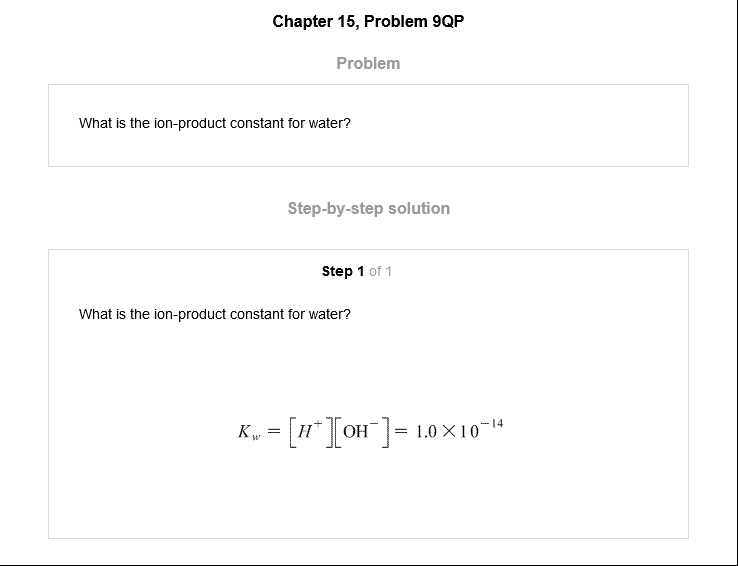 Chapter 15, Problem 9QP
Problem
What is the ion-product constant for water?
Step-by-step solution
Step 1 of 1
What is the ion-product constant for water?
K_w = [H⁺][OH⁻] = 1.0 × 10⁻¹⁴